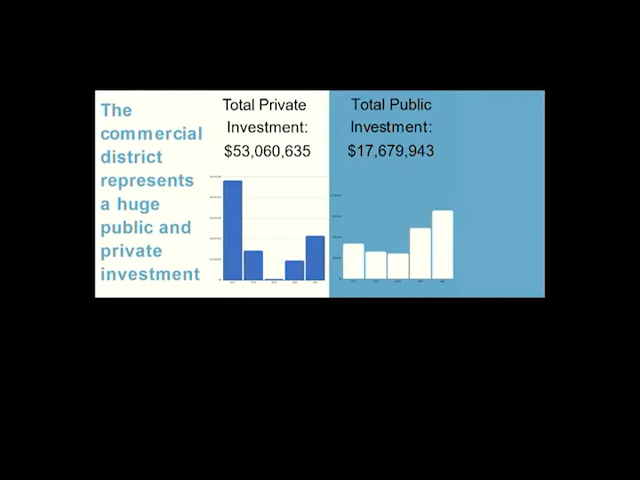 The
commercial
district
represents
a huge
public and
private
investment
Total Private
Investment:
$53,060,635
Total Public
Investment:
$17,679,943